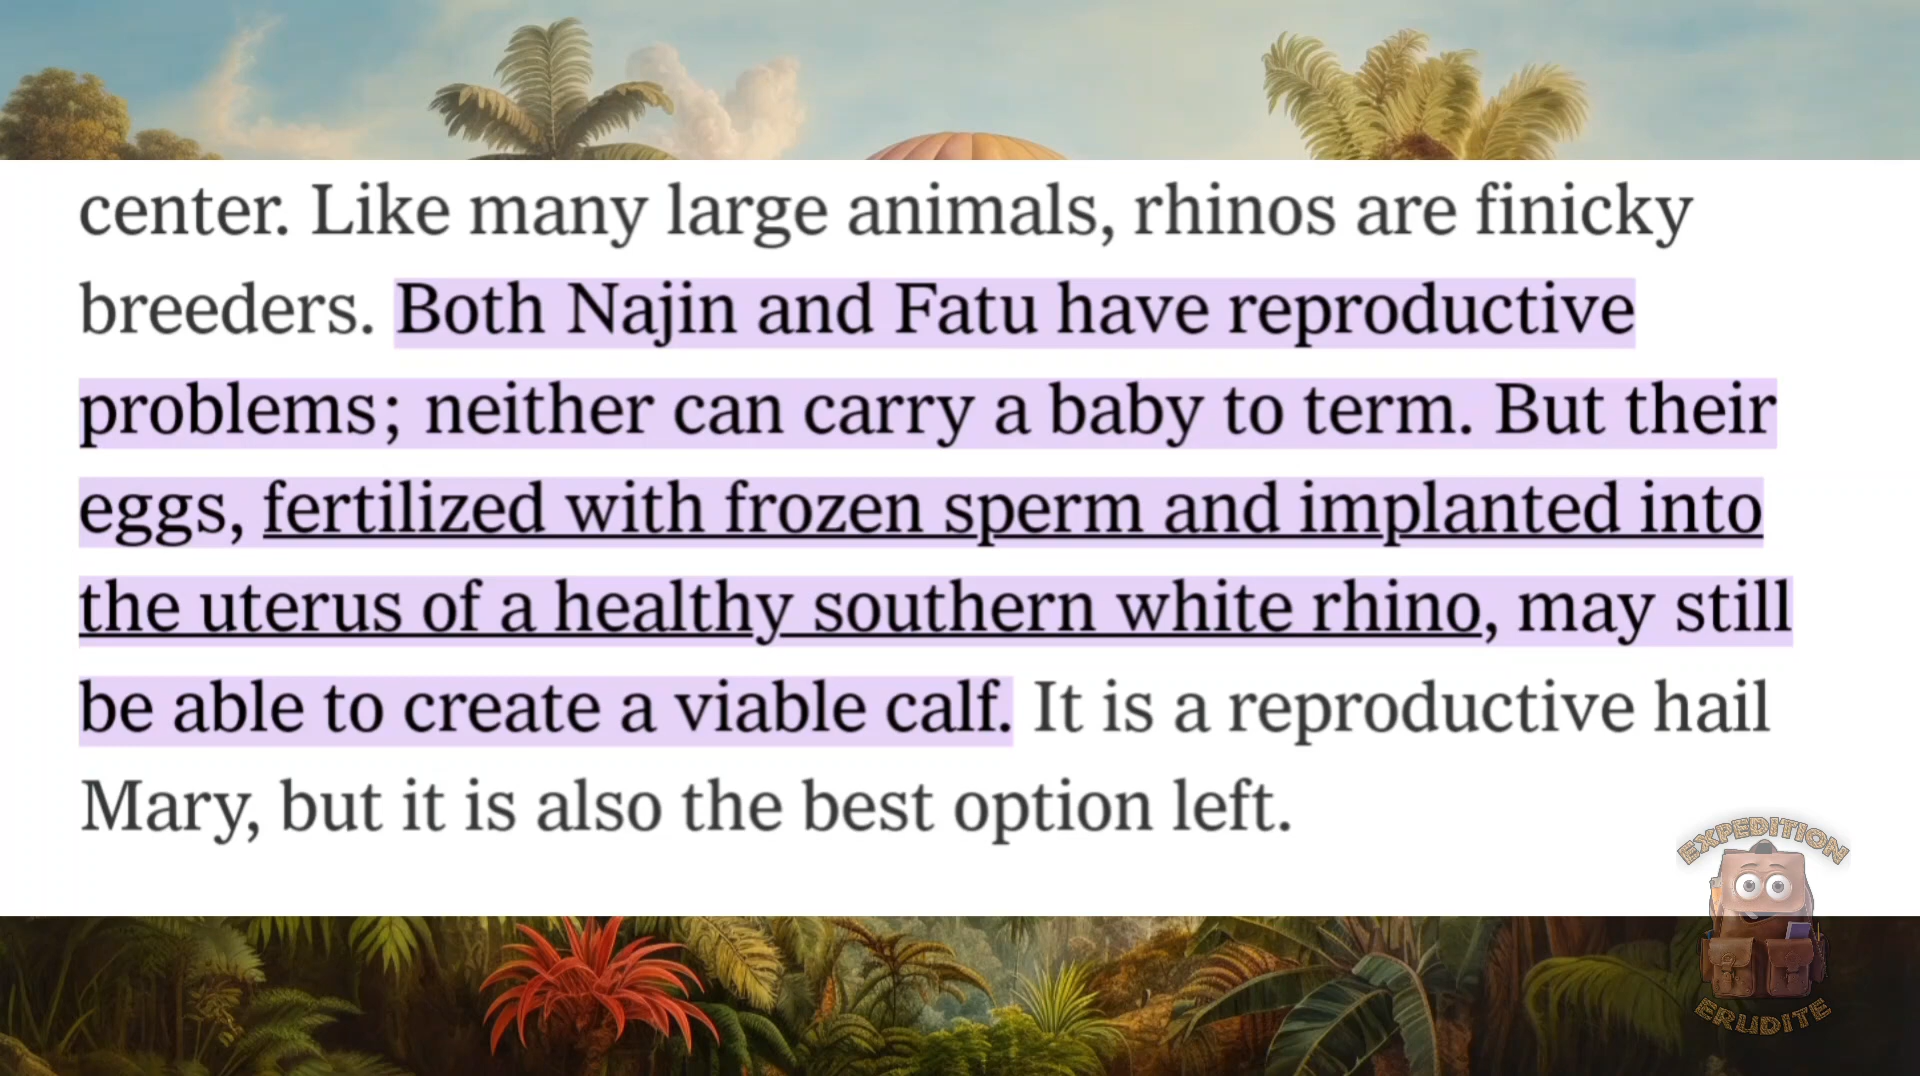 center. Like many large animals, rhinos are finicky
breeders. Both Najin and Fatu have reproductive
problems; neither can carry a baby to term. But their
eggs, fertilized with frozen sperm and implanted into
the uterus of a healthy southern white rhino, may still
be able to create a viable calf. It is a reproductive hail
Mary, but it is also the best option left.
EXPEDITION
ERUDITE